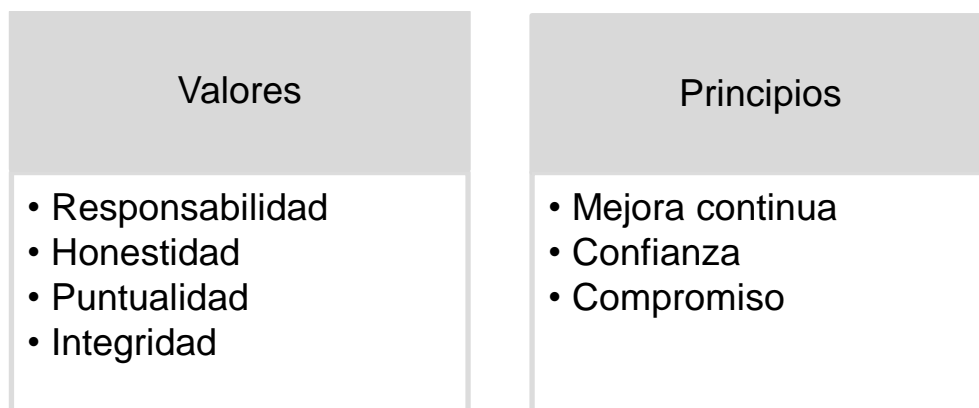 Valores
• Responsabilidad
• Honestidad
• Puntualidad
• Integridad
Principios
• Mejora continua
• Confianza
• Compromiso